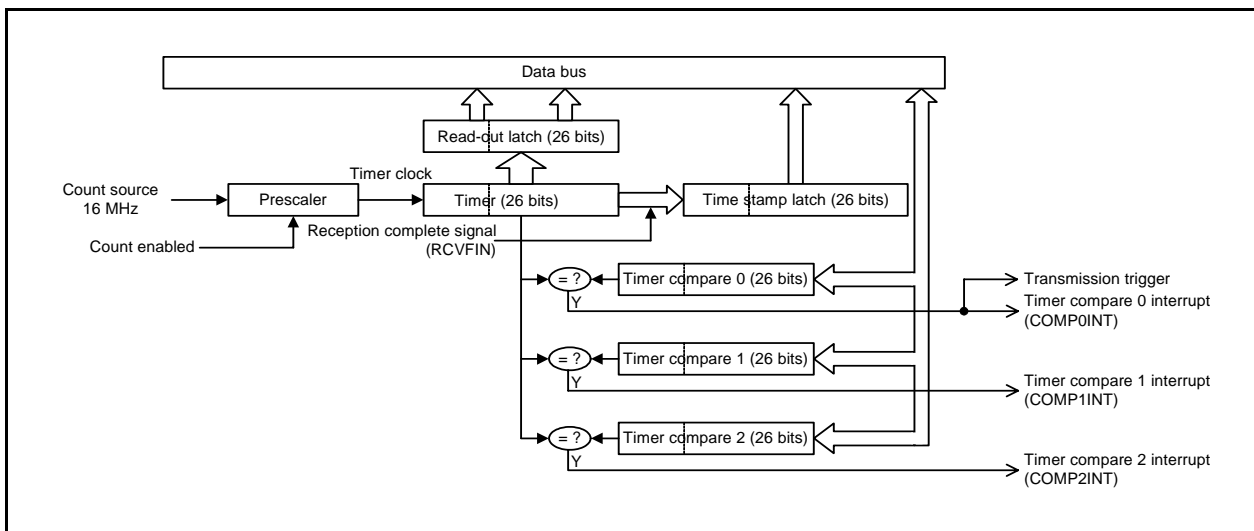 Data bus
Read-out latch (26 bits)
Timer clock
Count source
16 MHz
Prescaler
Timer (26 bits)
Time stamp latch (26 bits)
Count enabled
Reception complete signal
(RCVFIN)
= ?
Timer compare 0 (26 bits)
Transmission trigger
Y
Timer compare 0 interrupt
(COMP0INT)
= ?
Timer compare 1 (26 bits)
Y
Timer compare 1 interrupt
(COMP1INT)
= ?
Timer compare 2 (26 bits)
Y
Timer compare 2 interrupt
(COMP2INT)